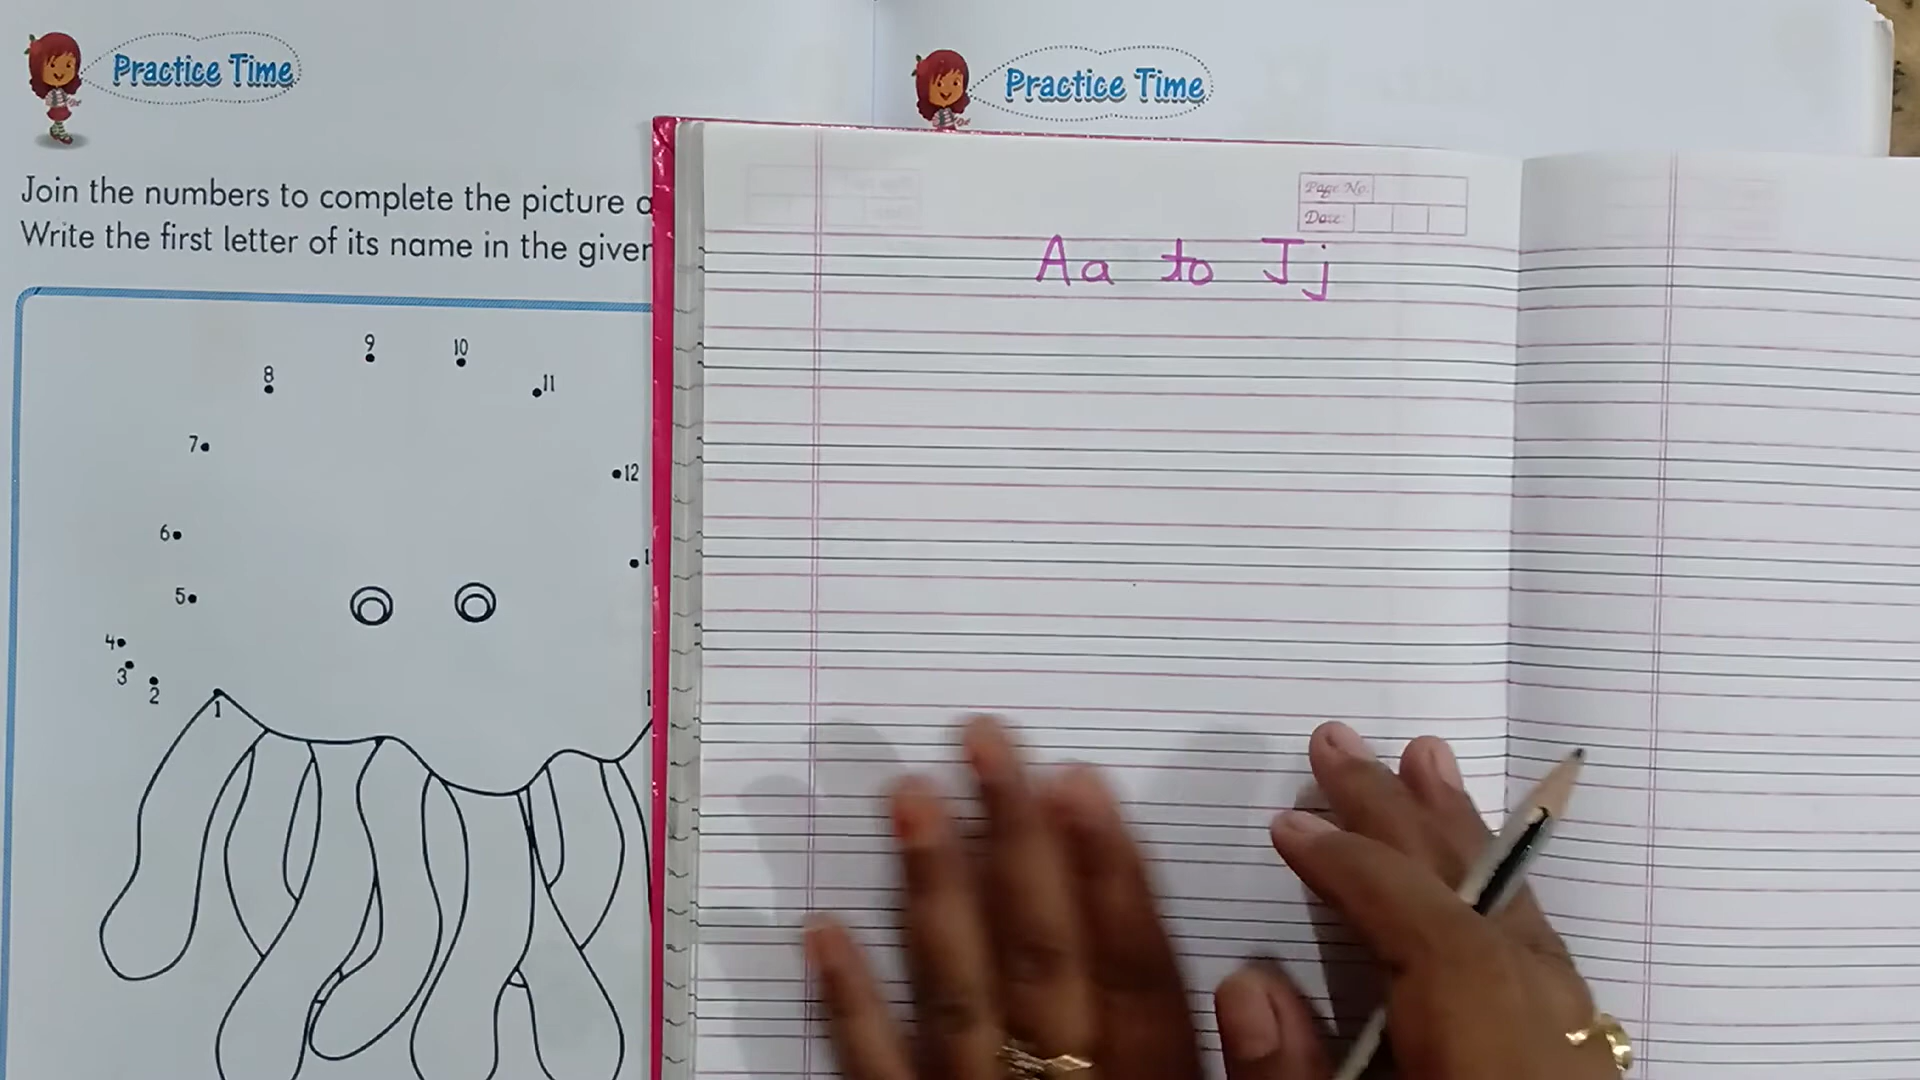 Practice Time
Join the numbers to complete the picture
Write the first letter of its name in the
9
10
8
11
7
12
6
5
4
3
2
1
Practice Time
Page No.
Date
Aa to Jj